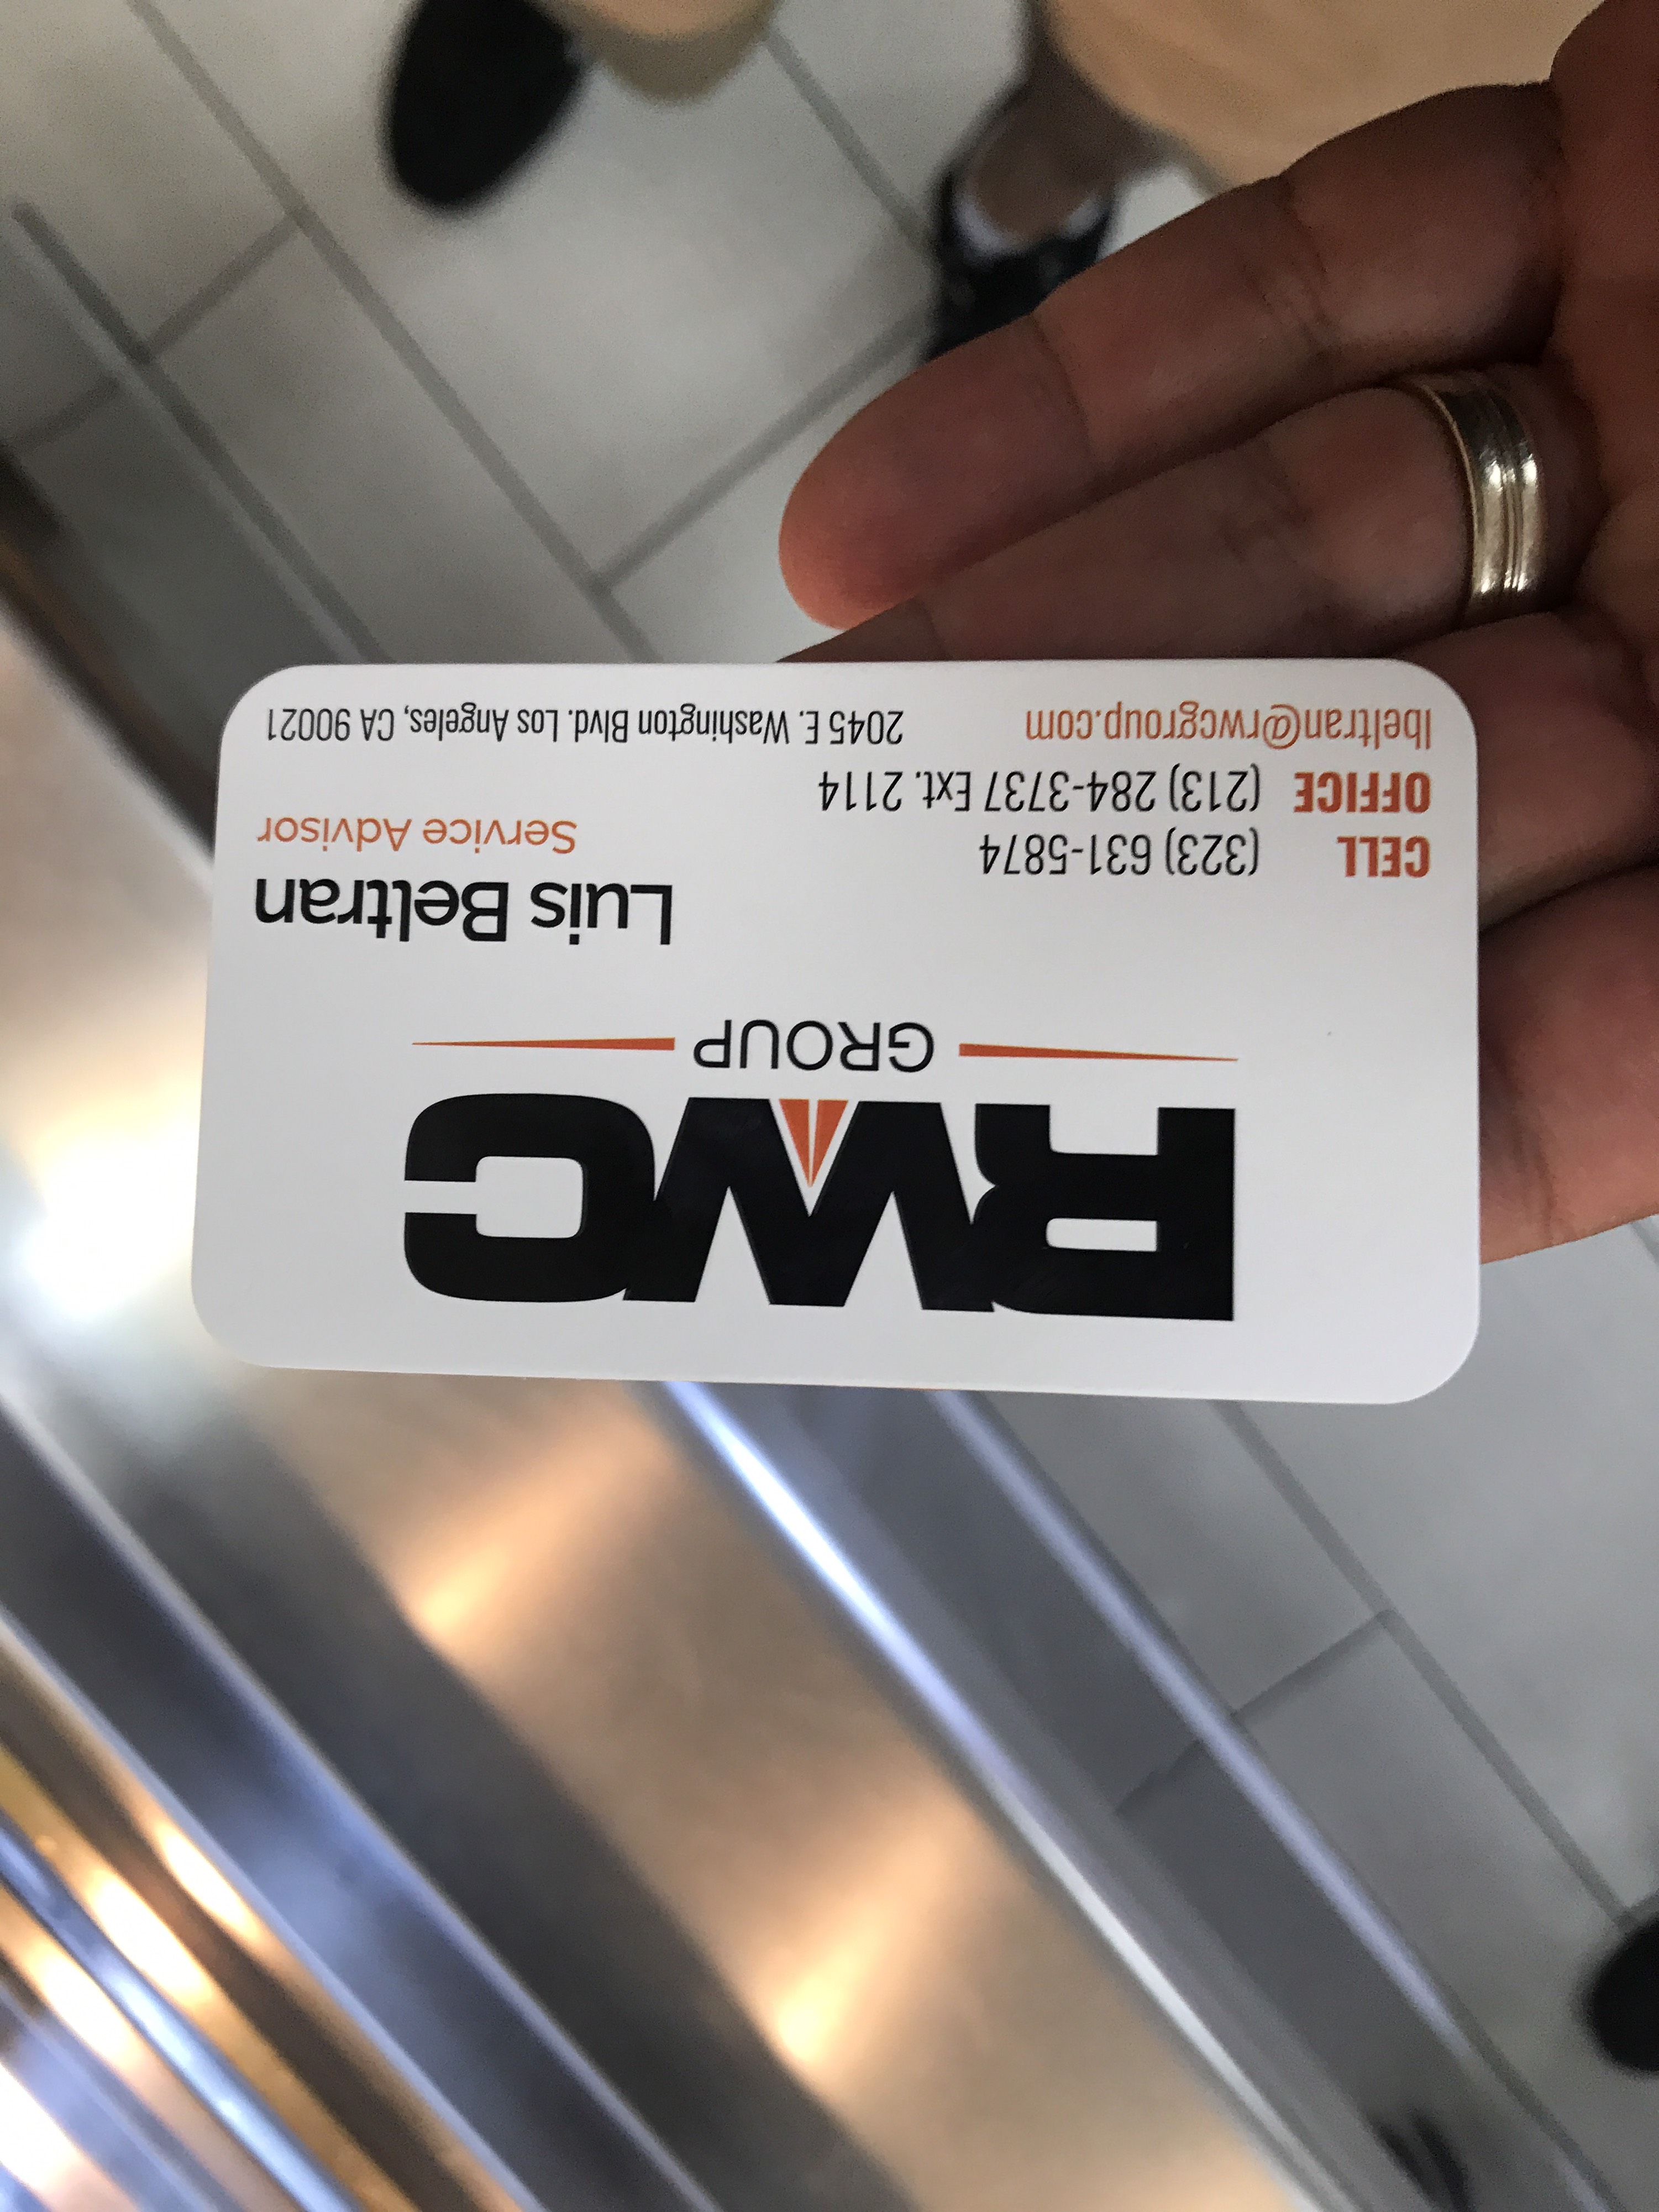 RWC
GROUP
Luis Beltran
Service Advisor
CELL (323) 631-5874
OFFICE (213) 284-3737 Ext. 2114
lbeltran@rwcgroup.com 2045 E. Washington Blvd. Los Angeles, CA 90021